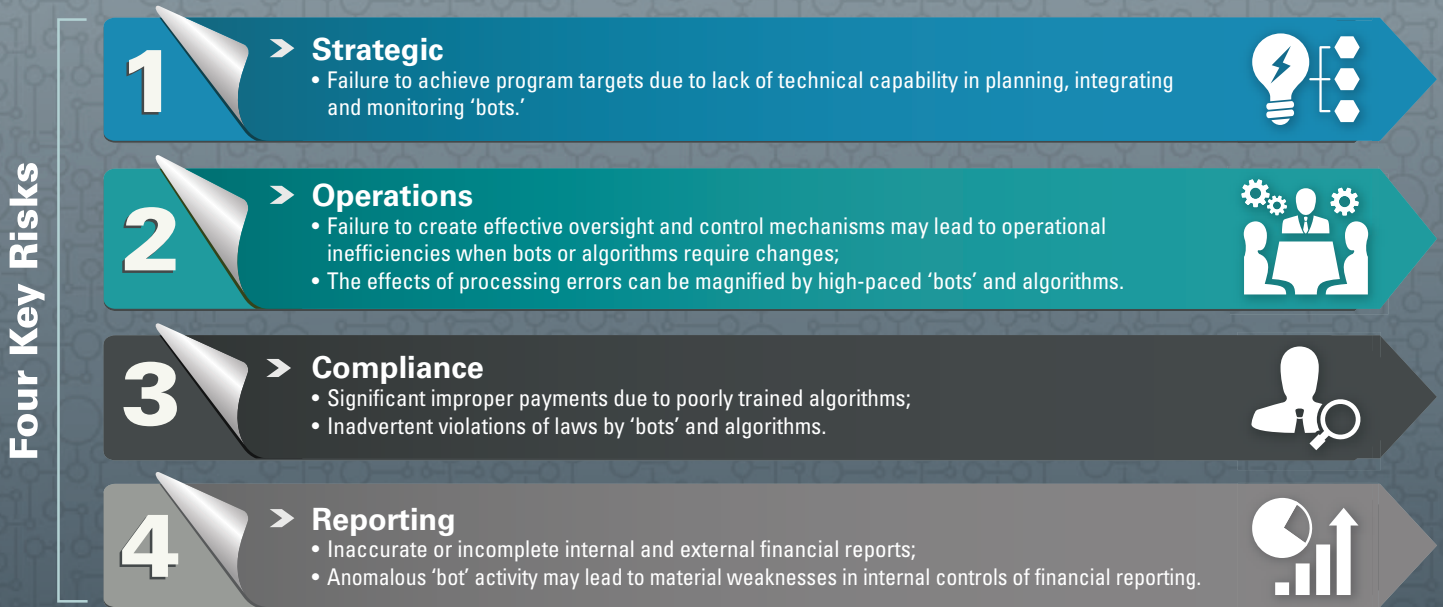 Four Key Risks
1
Strategic
• Failure to achieve program targets due to lack of technical capability in planning, integrating
and monitoring ‘bots.’
2
Operations
• Failure to create effective oversight and control mechanisms may lead to operational
inefficiencies when bots or algorithms require changes;
• The effects of processing errors can be magnified by high-paced ‘bots’ and algorithms.
3
Compliance
• Significant improper payments due to poorly trained algorithms;
• Inadvertent violations of laws by ‘bots’ and algorithms.
4
Reporting
• Inaccurate or incomplete internal and external financial reports;
• Anomalous ‘bot’ activity may lead to material weaknesses in internal controls of financial reporting.